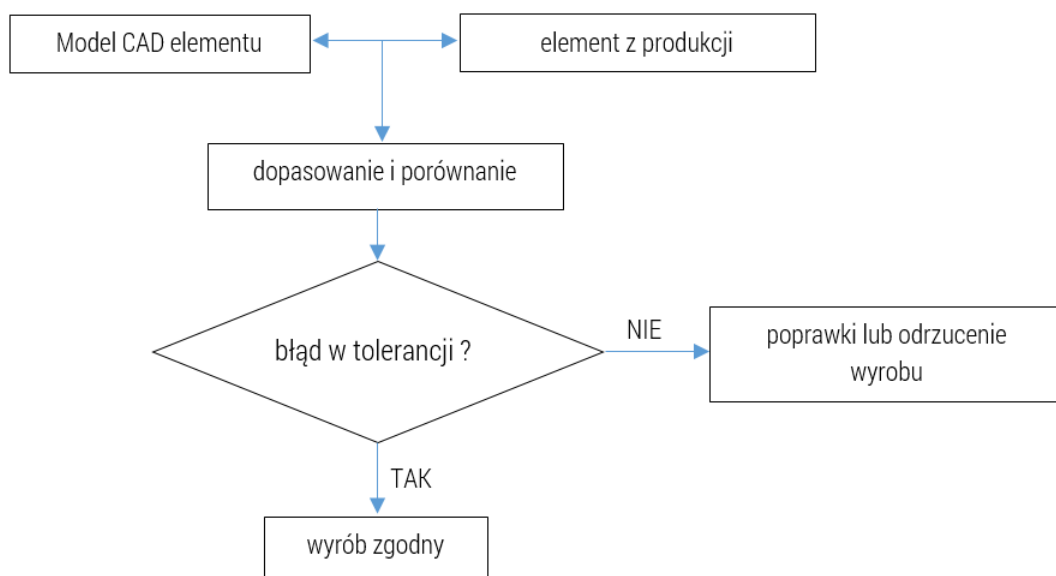 Model CAD elementu
element z produkcji
dopasowanie i porównanie
błąd w tolerancji ?
NIE
poprawki lub odrzucenie
wyrobu
TAK
wyrób zgodny